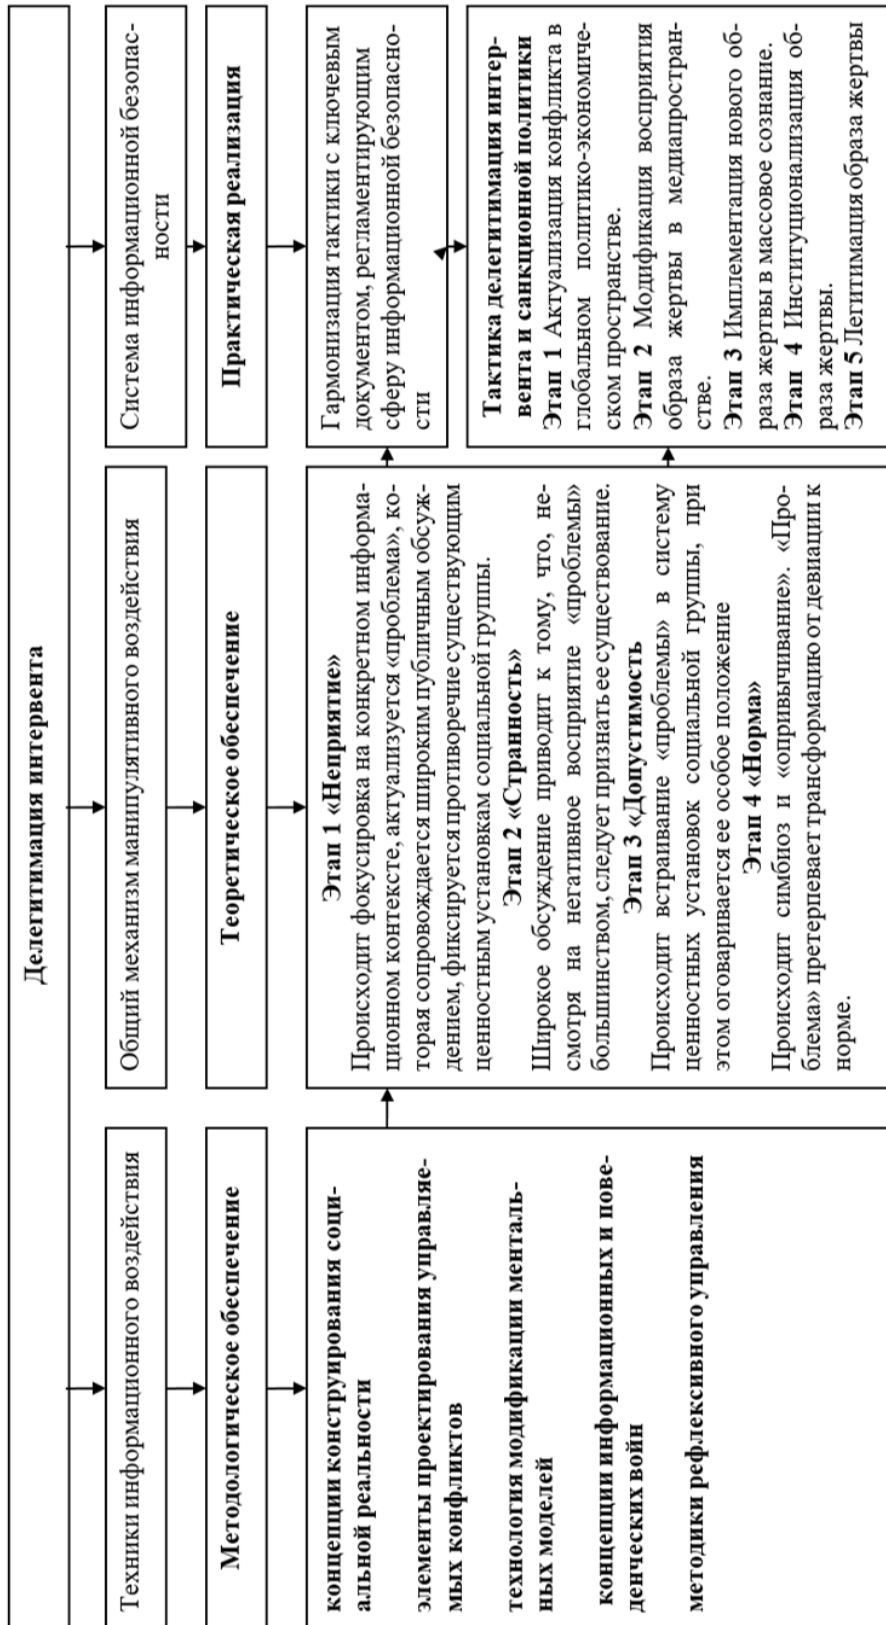 Делегитимация интервента
Техники информационного воздействия
Методологическое обеспечение
концепции конструирования соци-
альной реальности
элементы проектирования управляе-
мых конфликтов
технология модификации менталь-
ных моделей
концепции информационных и пове-
денческих войн
методики рефлексивного управления
Общий механизм манипулятивного воздействия
Теоретическое обеспечение
Этап 1 «Неприятие»
Происходит фокусировка на конкретном информа-
ционном контексте, актуализуется «проблема», ко-
торая сопровождается широким публичным обсуж-
дением, фиксируется противоречие существующим
ценностным установкам социальной группы.
Этап 2 «Странность»
Широкое обсуждение приводит к тому, что, не-
смотря на негативное восприятие «проблемы»
большинством, следует признать ее существование.
Этап 3 «Допустимость
Происходит встраивание «проблемы» в систему
ценностных установок социальной группы, при
этом оговаривается ее особое положение
Этап 4 «Норма»
Происходит симбиоз и «опривычивание». «Про-
блема» претерпевает трансформацию от девиации к
норме.
Система информационной безопас-
ности
Практическая реализация
Гармонизация тактики с ключевым
документом, регламентирующим
сферу информационной безопасно-
сти
Тактика делегитимация интер-
вента и санкционной политики
Этап 1 Актуализация конфликта в
глобальном политико-экономиче-
ском пространстве.
Этап 2 Модификация восприятия
образа жертвы в медиапростран-
стве.
Этап 3 Имплементация нового об-
раза жертвы в массовое сознание.
Этап 4 Институционализация об-
раза жертвы.
Этап 5 Легитимация образа жертвы